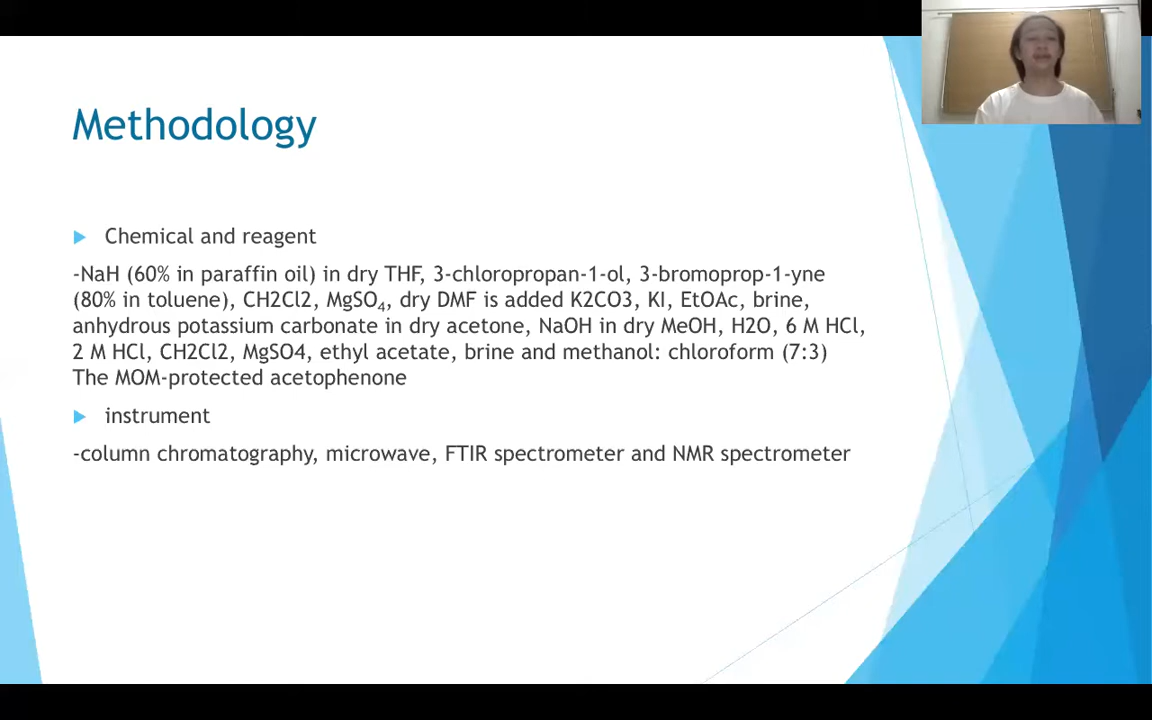 Methodology
Chemical and reagent
-NaH (60% in paraffin oil) in dry THF, 3-chloropropan-1-ol, 3-bromoprop-1-yne
(80% in toluene), CH2Cl2, MgSO₄, dry DMF is added K2CO3, KI, EtOAc, brine,
anhydrous potassium carbonate in dry acetone, NaOH in dry MeOH, H2O, 6 M HCl,
2 M HCl, CH2Cl2, MgSO4, ethyl acetate, brine and methanol: chloroform (7:3)
The MOM-protected acetophenone
instrument
-column chromatography, microwave, FTIR spectrometer and NMR spectrometer